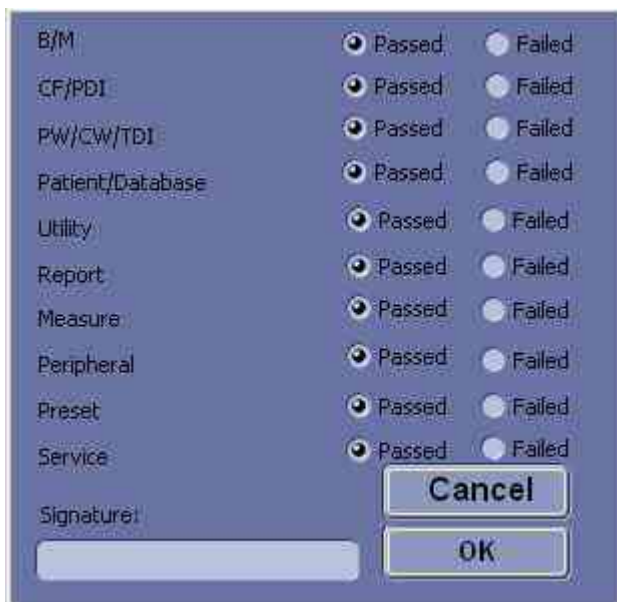 B/M Passed Failed
CF/PDI Passed Failed
PW/CW/TDI Passed Failed
Patient/Database Passed Failed
Utility Passed Failed
Report Passed Failed
Measure Passed Failed
Peripheral Passed Failed
Preset Passed Failed
Service Passed Failed
Cancel
Signature:
OK